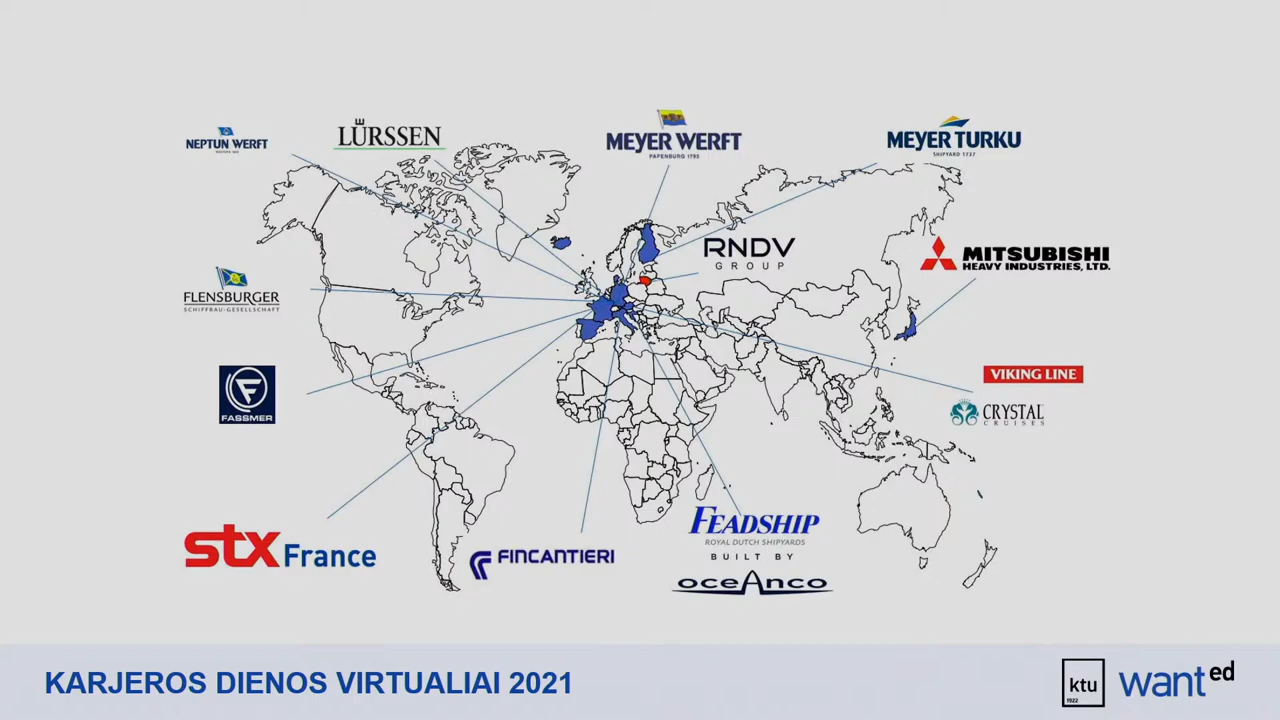 NEPTUN WERFT
LÜRSSEN
MEYER WERFT
PAPENBURG 1795
MEYER TURKU
SHIPYARD 1737
RNDV
GROUP
MITSUBISHI
HEAVY INDUSTRIES, LTD.
FLENSBURGER
SCHIFFBAU-GESELLSCHAFT
FASSMER
VIKING LINE
CRYSTAL
CRUISES
stx France
FINCANTIERI
FEADSHIP
ROYAL DUTCH SHIPYARDS
BUILT BY
oceAnco
KARJEROS DIENOS VIRTUALIAI 2021
ktu
1922
wanted